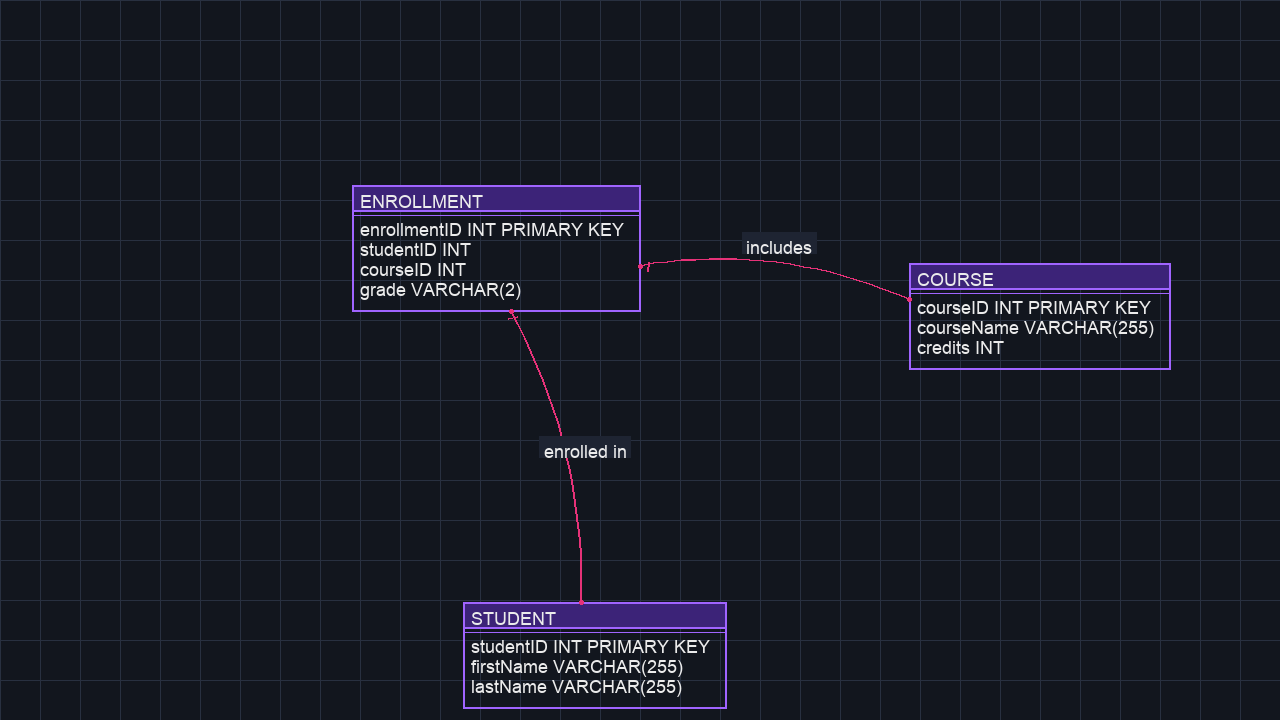 ENROLLMENT
enrollmentID INT PRIMARY KEY
studentID INT
courseID INT
grade VARCHAR(2)
includes
COURSE
courseID INT PRIMARY KEY
courseName VARCHAR(255)
credits INT
enrolled in
STUDENT
studentID INT PRIMARY KEY
firstName VARCHAR(255)
lastName VARCHAR(255)